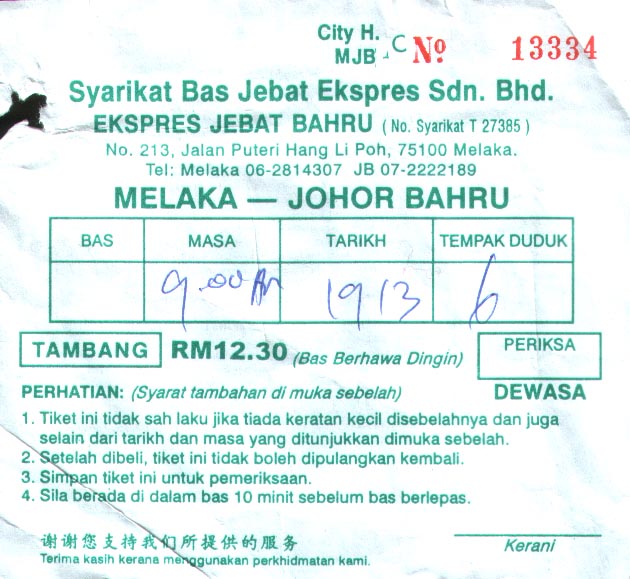 City H.
MJB C Nº 13334
Syarikat Bas Jebat Ekspres Sdn. Bhd.
EKSPRES JEBAT BAHRU ( No. Syarikat T 27385 )
No. 213, Jalan Puteri Hang Li Poh, 75100 Melaka.
Tel: Melaka 06-2814307 JB 07-2222189
MELAKA — JOHOR BAHRU
BAS MASA TARIKH TEMPAK DUDUK
9.00 Am 19/3 6
TAMBANG RM12.30 (Bas Berhawa Dingin) PERIKSA
PERHATIAN: (Syarat tambahan di muka sebelah) DEWASA
1. Tiket ini tidak sah laku jika tiada keratan kecil disebelahnya dan juga
selain dari tarikh dan masa yang ditunjukkan dimuka sebelah.
2. Setelah dibeli, tiket ini tidak boleh dipulangkan kembali.
3. Simpan tiket ini untuk pemeriksaan.
4. Sila berada di dalam bas 10 minit sebelum bas berlepas.
谢谢您支持我们所提供的服务
Terima kasih kerana menggunakan perkhidmatan kami.
Kerani